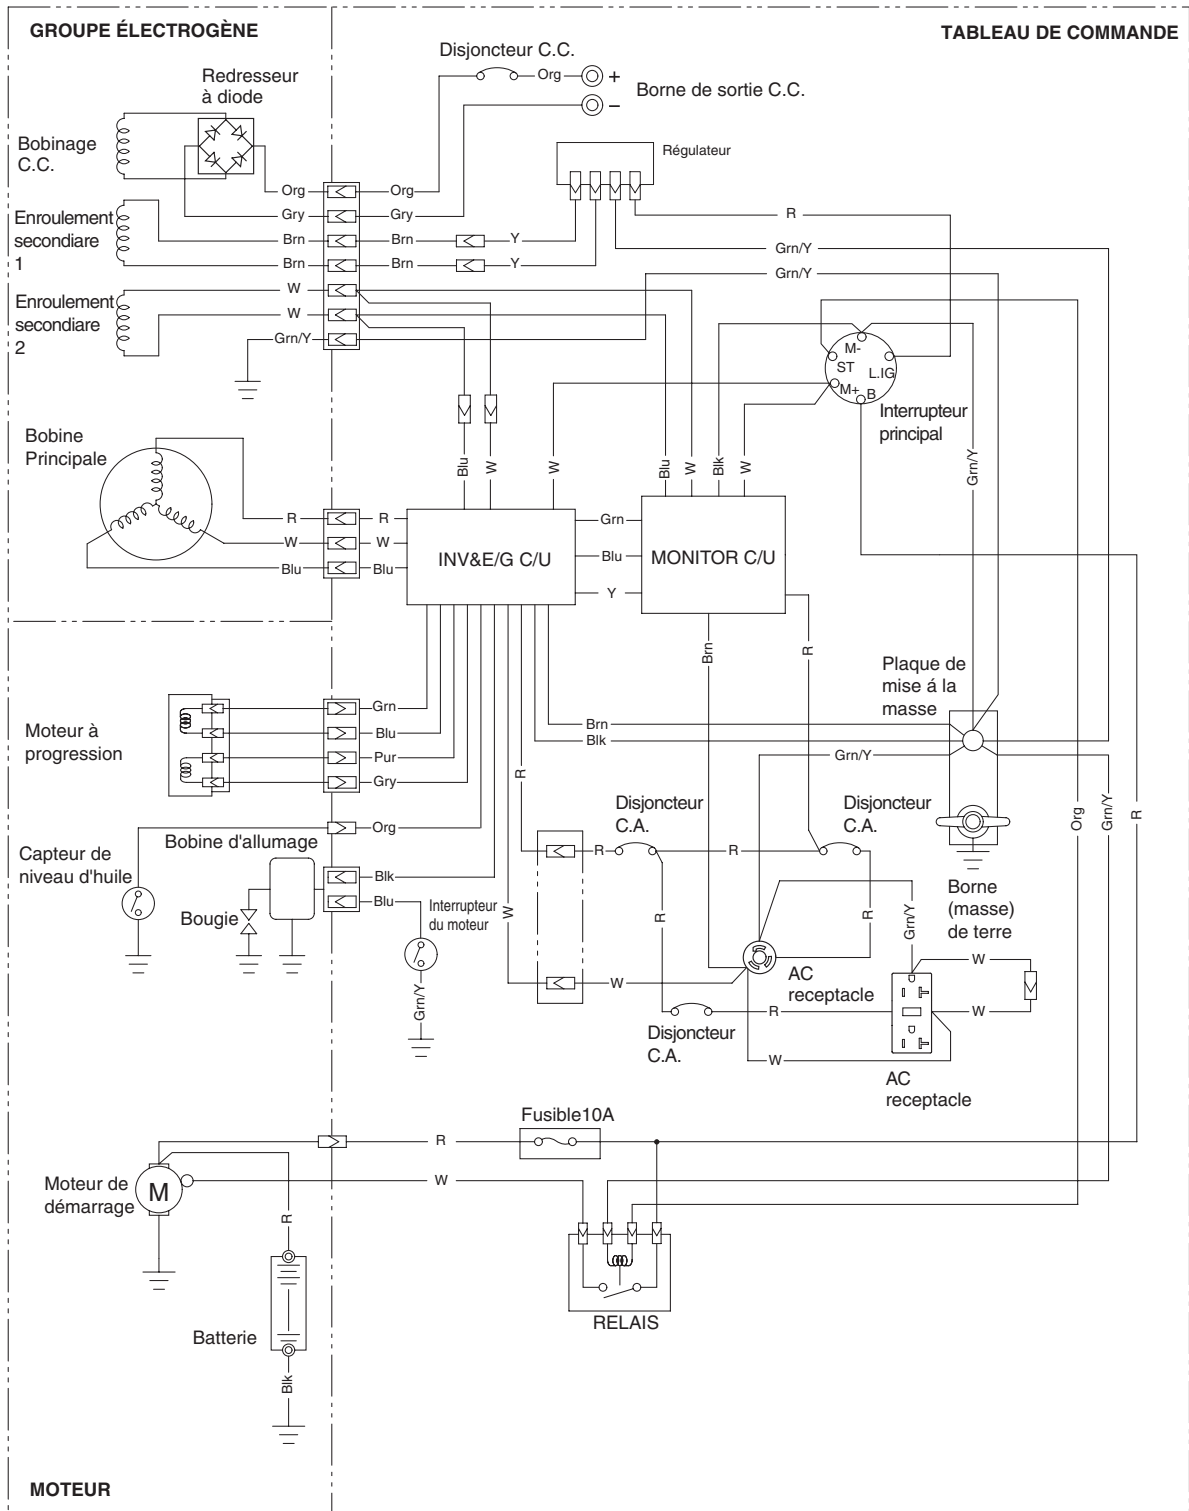 GROUPE ÉLECTROGÈNE
TABLEAU DE COMMANDE
Disjoncteur C.C.
Org
+
−
Borne de sortie C.C.
Redresseur
à diode
Bobinage
C.C.
Régulateur
Org
Org
Gry
Gry
R
Enroulement
secondiare
1
Brn
Brn
Y
Brn
Brn
Y
Grn/Y
Grn/Y
Enroulement
secondiare
2
W
W
Grn/Y
M-
ST
L.IG
M+
B
Interrupteur
principal
Bobine
Principale
Blu
W
W
Blu
W
Blk
W
Grn/Y
R
R
W
W
Blu
Blu
INV&E/G C/U
Grn
Blu
Y
MONITOR C/U
Brn
R
Plaque de
mise á la
masse
Moteur à
progression
Grn
Blu
Pur
Gry
Brn
Blk
Grn/Y
R
Org
Grn/Y
R
Org
Capteur de
niveau d'huile
Bobine d'allumage
Bougie
Blk
Blu
Interrupteur
du moteur
Grn/Y
Disjoncteur
C.A.
Disjoncteur
C.A.
R
R
W
R
R
Grn/Y
Borne
(masse)
de terre
W
AC
receptacle
W
W
Disjoncteur
C.A.
R
W
AC
receptacle
Fusible10A
R
Moteur de
démarrage
M
W
R
RELAIS
Batterie
Blk
MOTEUR